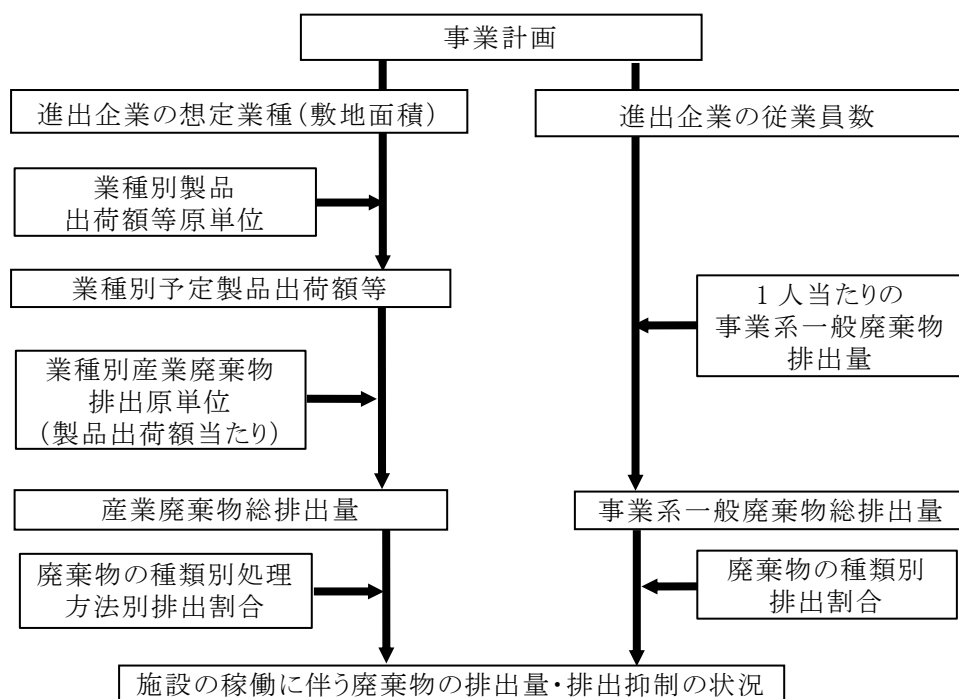 事業計画
進出企業の想定業種(敷地面積)
進出企業の従業員数
業種別製品
出荷額等原単位
業種別予定製品出荷額等
1人当たりの
事業系一般廃棄物
排出量
業種別産業廃棄物
排出原単位
(製品出荷額当たり)
産業廃棄物総排出量
事業系一般廃棄物総排出量
廃棄物の種類別処理
方法別排出割合
廃棄物の種類別
排出割合
施設の稼働に伴う廃棄物の排出量・排出抑制の状況